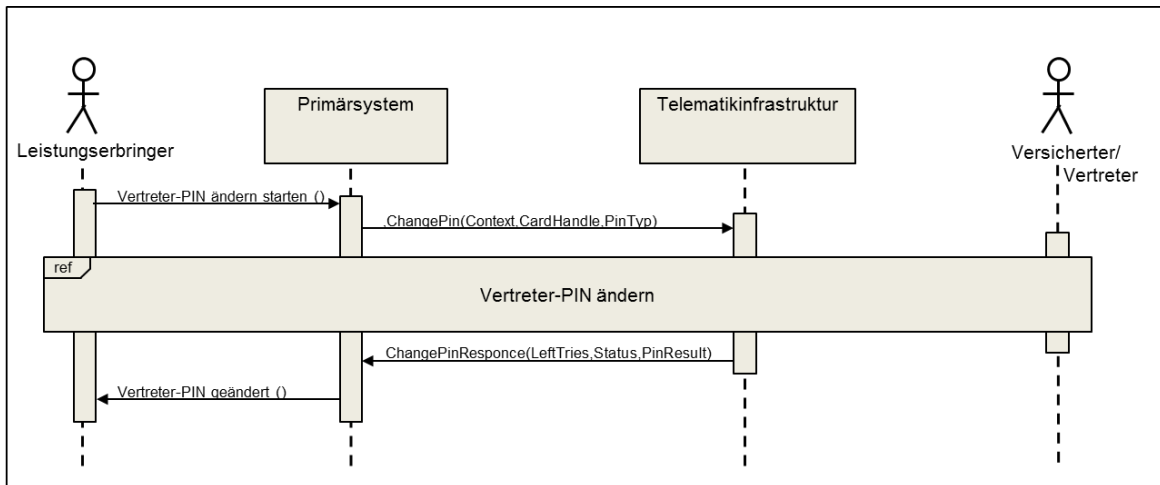 Primärsystem
Telematikinfrastruktur
Leistungserbringer
Versicherter/
Vertreter
Vertreter-PIN ändern starten ()
,ChangePin(Context,CardHandle,PinTyp)
ref
Vertreter-PIN ändern
ChangePinResponce(LeftTries,Status,PinResult)
Vertreter-PIN geändert ()